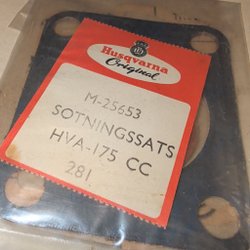 Husqvarna
Original
M-25653
SOTNINGSSATS
HVA-175 CC
281